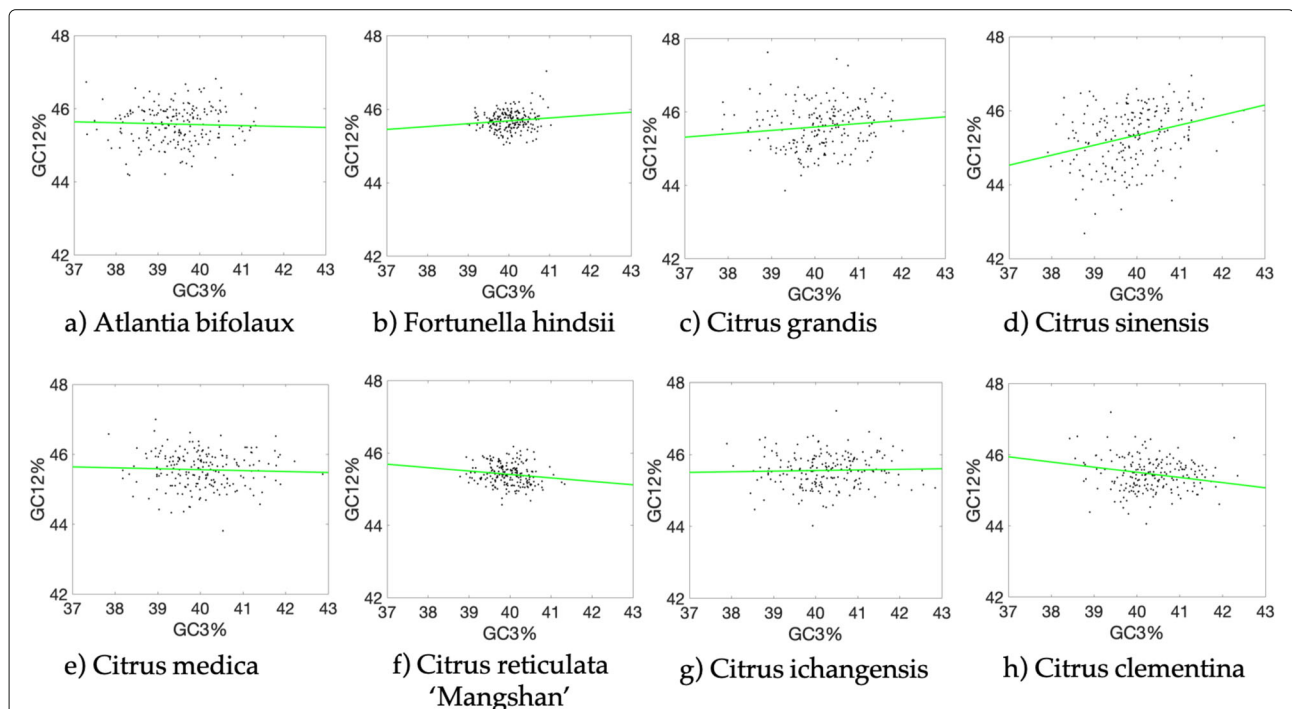 48
46
44
42
GC12%
37 38 39 40 41 42 43
GC3%
a) Atlantia bifolaux
48
46
44
42
GC12%
37 38 39 40 41 42 43
GC3%
b) Fortunella hindsii
48
46
44
42
GC12%
37 38 39 40 41 42 43
GC3%
c) Citrus grandis
48
46
44
42
GC12%
37 38 39 40 41 42 43
GC3%
d) Citrus sinensis
48
46
44
42
GC12%
37 38 39 40 41 42 43
GC3%
e) Citrus medica
48
46
44
42
GC12%
37 38 39 40 41 42 43
GC3%
f) Citrus reticulata
'Mangshan'
48
46
44
42
GC12%
37 38 39 40 41 42 43
GC3%
g) Citrus ichangensis
48
46
44
42
GC12%
37 38 39 40 41 42 43
GC3%
h) Citrus clementina